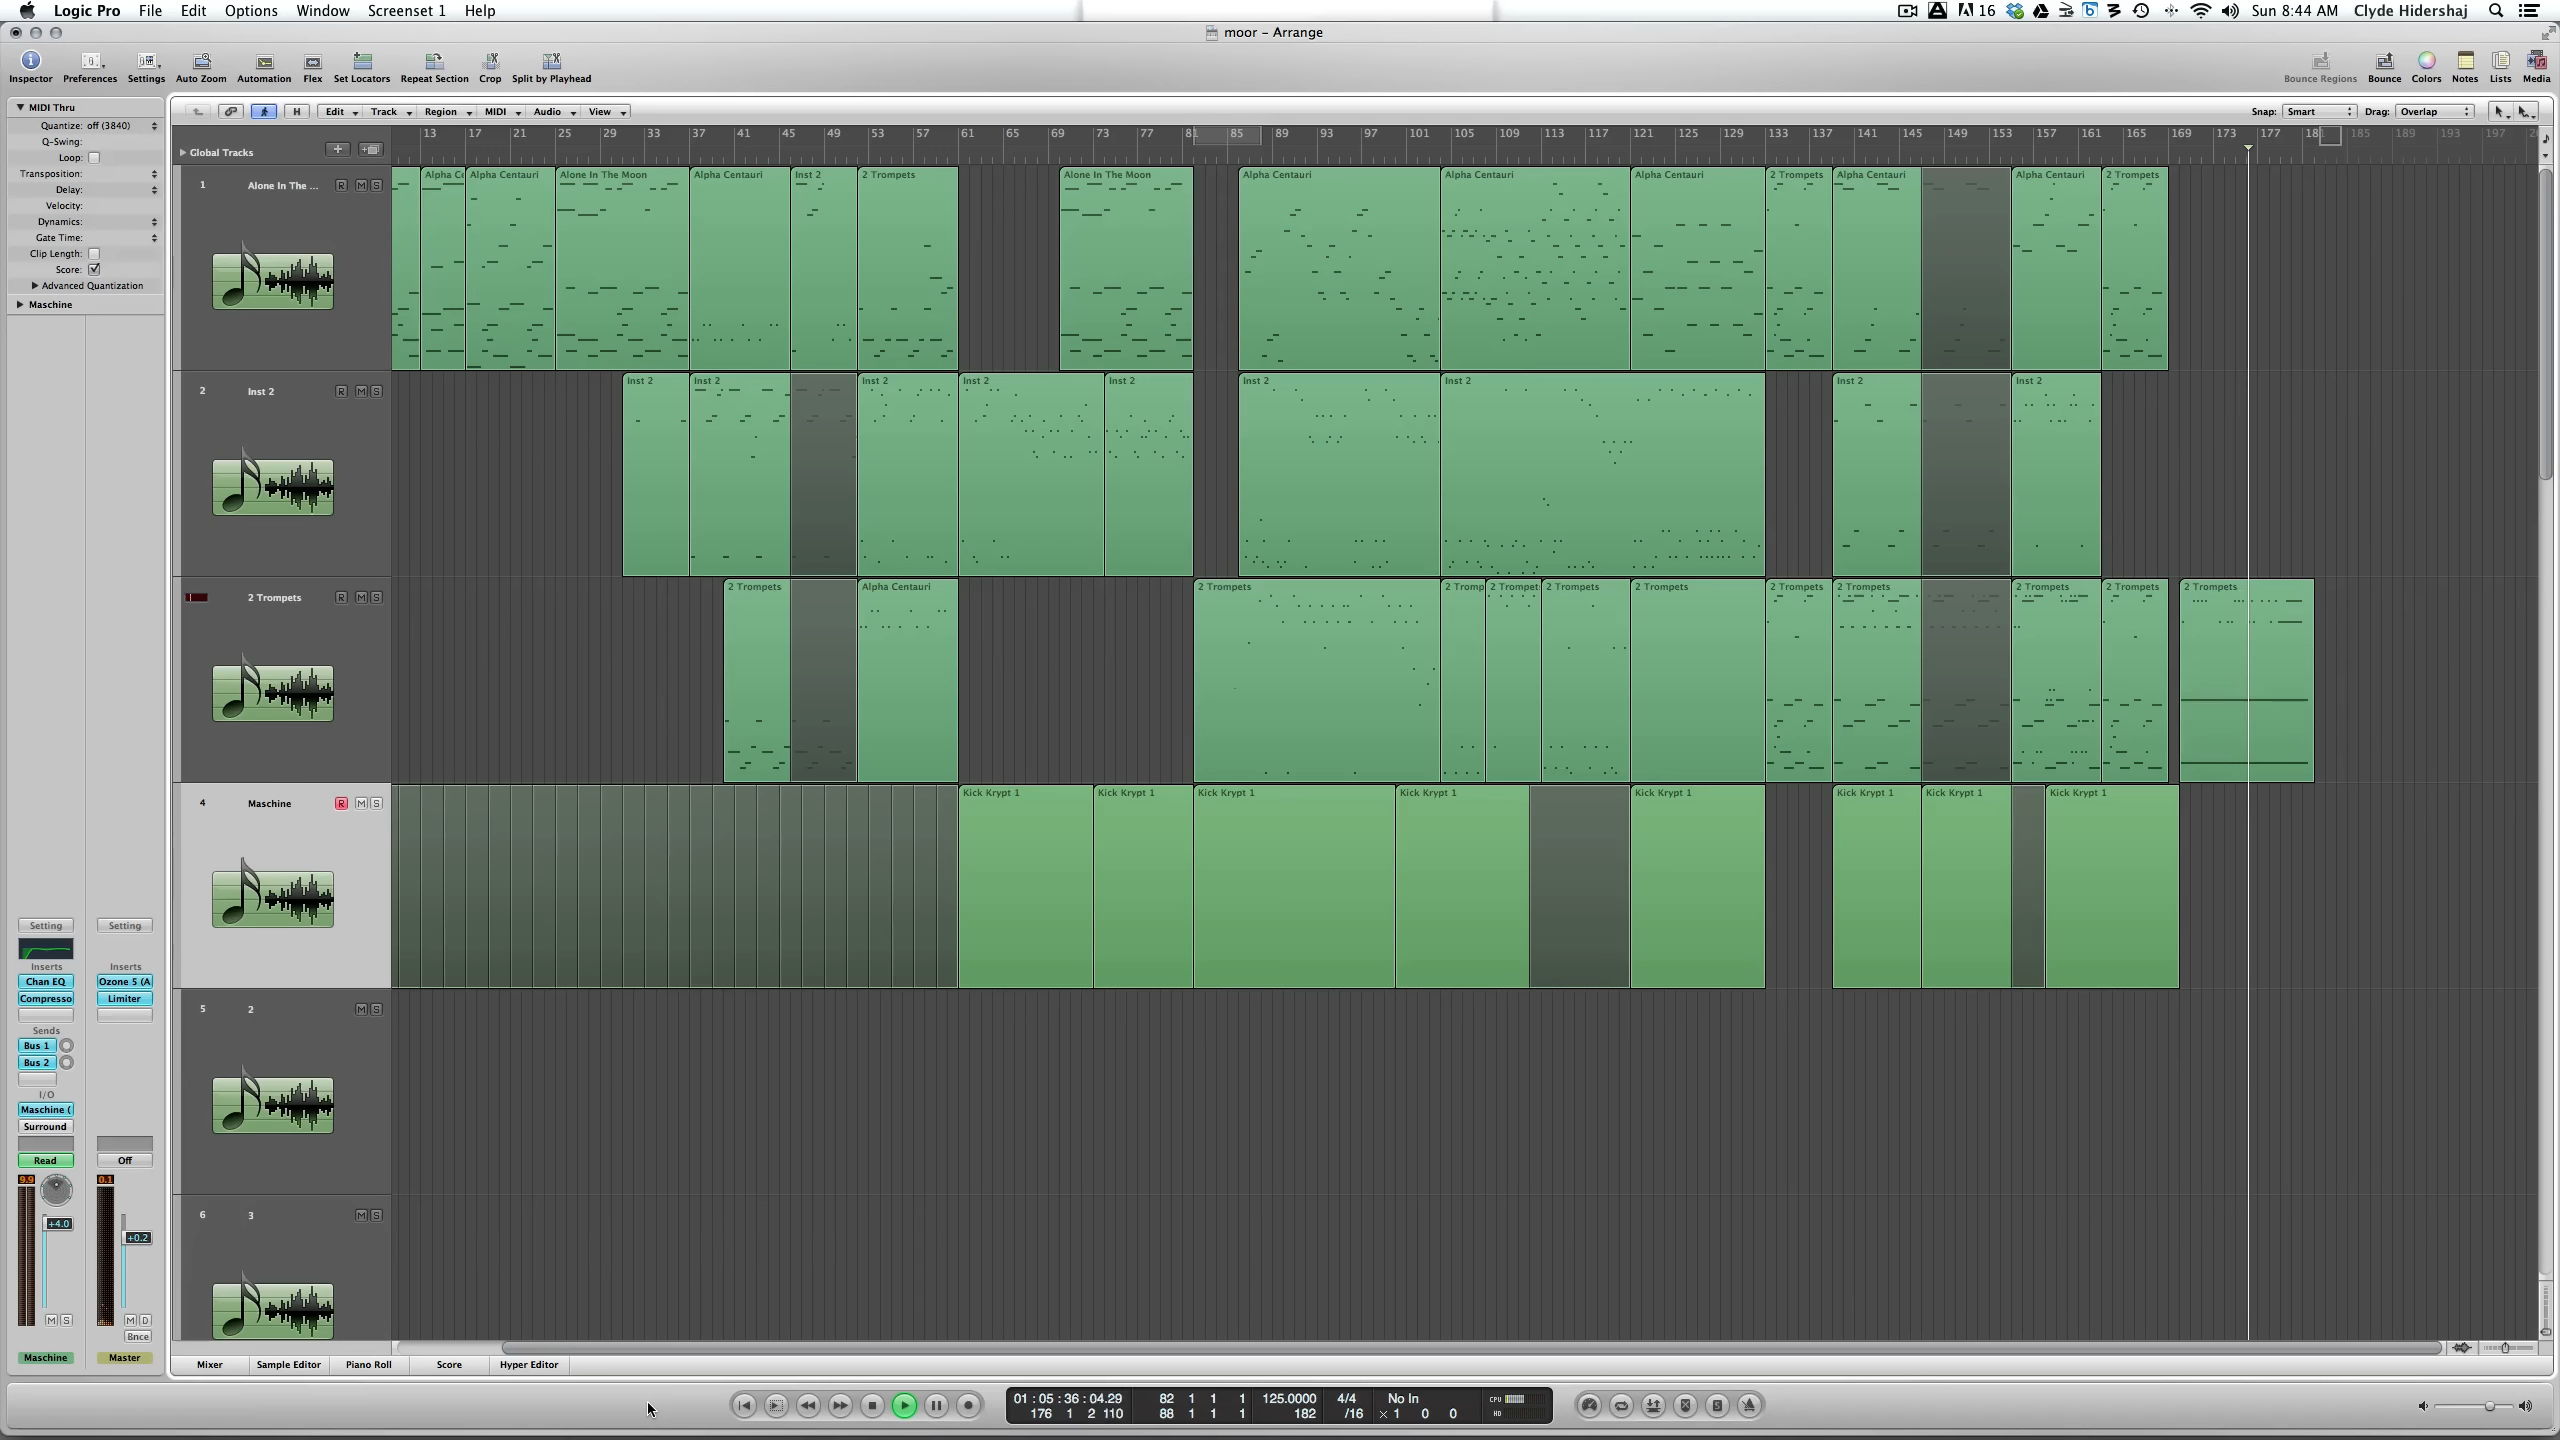 Logic Pro File Edit Options Window Screenset 1 Help 16 Sun 8:44 AM Clyde Hidershaj
moor – Arrange
Inspector Preferences Settings Auto Zoom Automation Flex Set Locators Repeat Section Crop Split by Playhead Bounce Regions Bounce Colors Notes Lists Media
MIDI Thru
H Edit Track Region MIDI Audio View Snap: Smart Drag: Overlap
Quantize: off (3840)
Q-Swing:
Loop:
Transposition:
Delay:
Velocity:
Dynamics:
Gate Time:
Clip Length:
Score:
Advanced Quantization
Maschine
13 17 21 25 29 33 37 41 45 49 53 57 61 65 69 73 77 81 85 89 93 97 101 105 109 113 117 121 125 129 133 137 141 145 149 153 157 161 165 169 173 177 181 185 189 193 197
Global Tracks
1 Alone In The ... R M S
Alpha Ce Alpha Centauri Alone In The Moon Alpha Centauri Inst 2 2 Trompets Alone In The Moon Alpha Centauri Alpha Centauri Alpha Centauri 2 Trompets Alpha Centauri Alpha Centauri 2 Trompets
2 Inst 2 R M S
Inst 2 Inst 2 Inst 2 Inst 2 Inst 2 Inst 2 Inst 2 Inst 2 Inst 2
2 Trompets R M S
2 Trompets Alpha Centauri 2 Trompets 2 Tromp 2 Trompet 2 Trompets 2 Trompets 2 Trompets 2 Trompets 2 Trompets 2 Trompets 2 Trompets
4 Maschine R M S
Kick Krypt 1 Kick Krypt 1 Kick Krypt 1 Kick Krypt 1 Kick Krypt 1 Kick Krypt 1 Kick Krypt 1 Kick Krypt 1
5 2 M S
6 3 M S
Setting Setting
Inserts Inserts
Chan EQ Ozone 5 (A
Compresso Limiter
Sends
Bus 1
Bus 2
I/O
Maschine (
Surround
Read Off
9.9 0.1
+4.0
+0.2
M S M D
Bnce
Maschine Master
Mixer Sample Editor Piano Roll Score Hyper Editor
01 : 05 : 36 : 04.29 82 1 1 1 125.0000 4/4 No In CPU
176 1 2 110 88 1 1 1 182 /16 × 1 0 0 HD